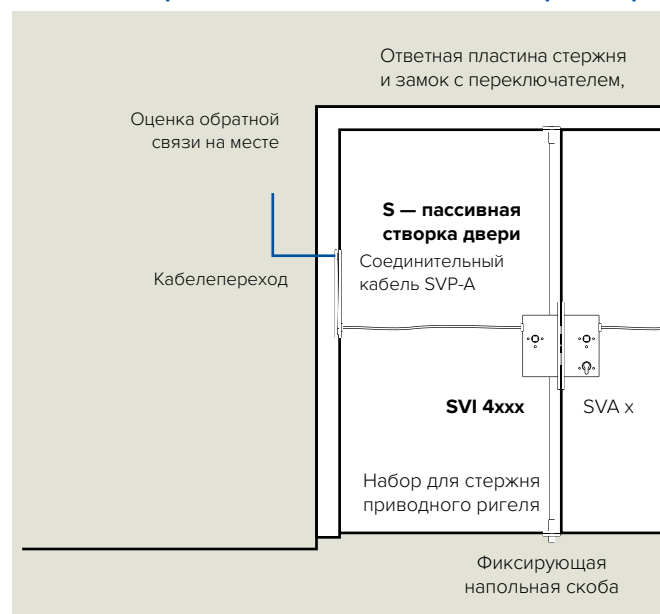 Ответная пластина стержня
и замок с переключателем,
Оценка обратной
связи на месте
S — пассивная
створка двери
Соединительный
кабель SVP-A
Кабелепереход
SVI 4xxx
SVA x
Набор для стержня
приводного ригеля
Фиксирующая
напольная скоба